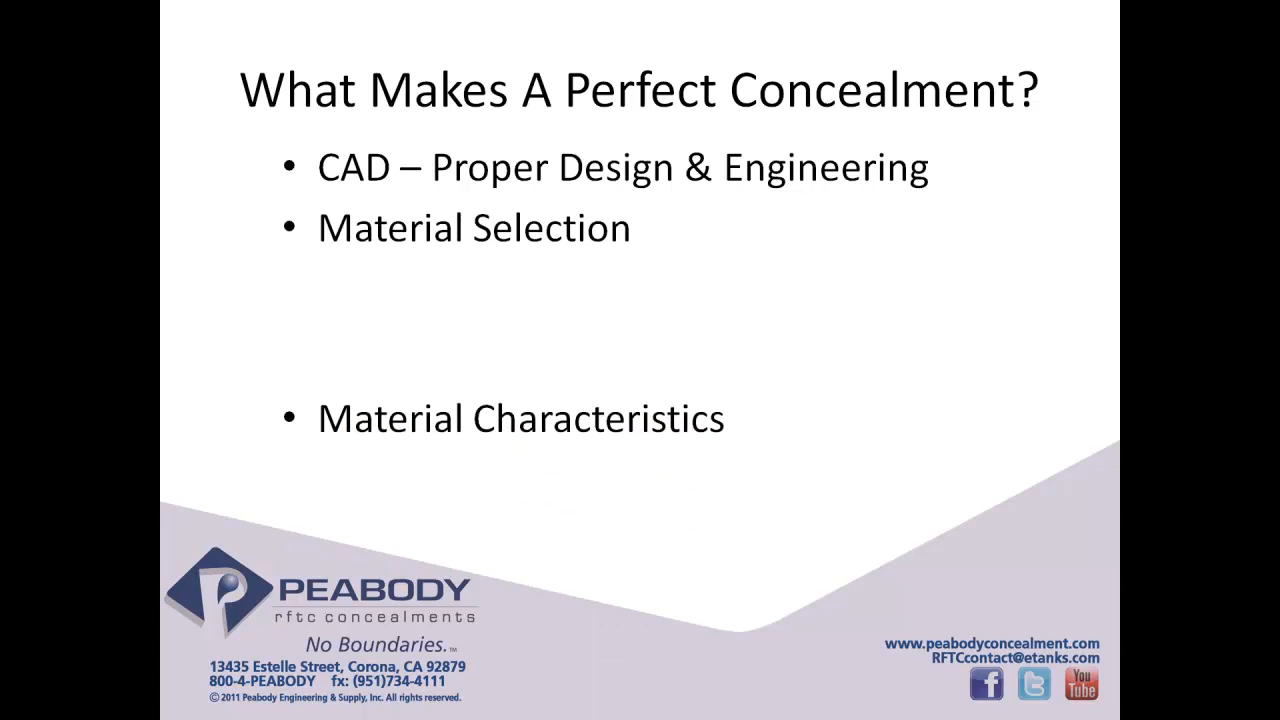 What Makes A Perfect Concealment?
• CAD – Proper Design & Engineering
• Material Selection
• Material Characteristics
PEABODY
rftc concealments
No Boundaries.™
13435 Estelle Street, Corona, CA 92879
800-4-PEABODY fx: (951)734-4111
© 2011 Peabody Engineering & Supply, Inc. All rights reserved.
www.peabodyconcealment.com
RFTCcontact@etanks.com
You
Tube